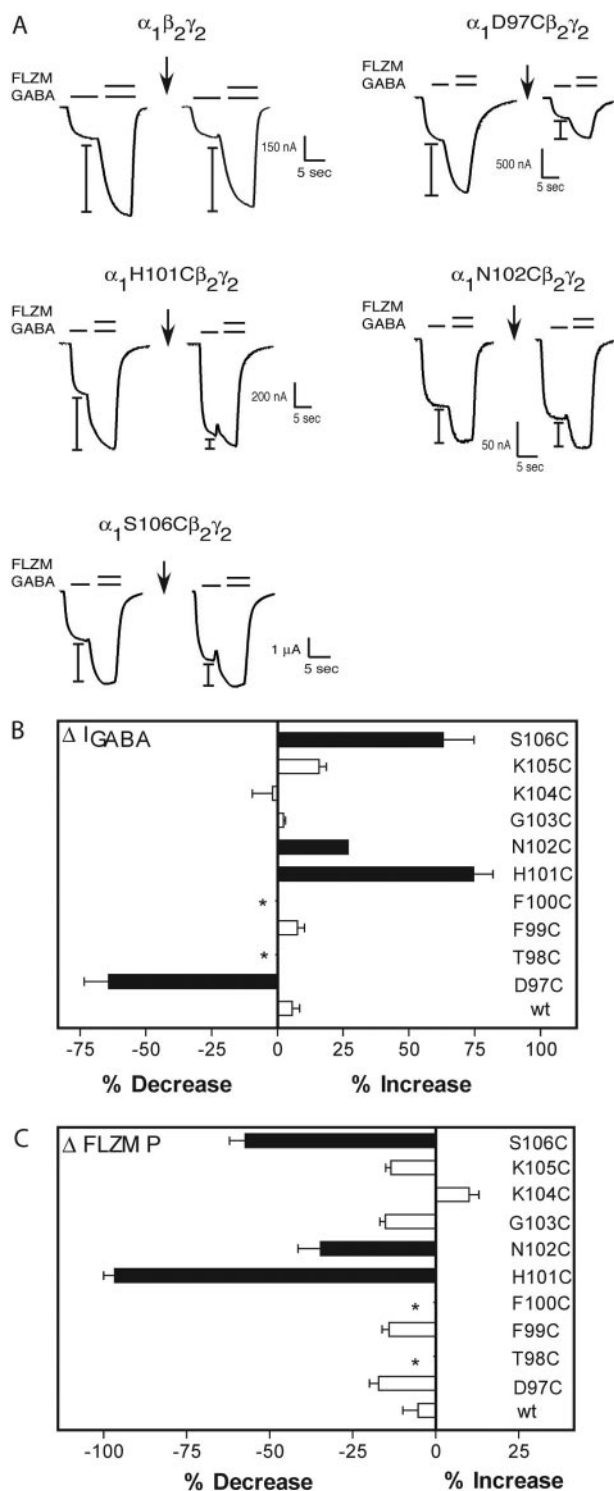 A
α1β2γ2
α1D97Cβ2γ2
FLZM
GABA
150 nA
5 sec
FLZM
GABA
500 nA
5 sec
α1H101Cβ2γ2
α1N102Cβ2γ2
FLZM
GABA
200 nA
5 sec
FLZM
GABA
50 nA
5 sec
α1S106Cβ2γ2
FLZM
GABA
1 µA
5 sec
B
Δ IGABA
S106C
K105C
K104C
G103C
N102C
H101C
* F100C
F99C
* T98C
D97C
wt
-75 -50 -25 0 25 50 75 100
% Decrease % Increase
C
Δ FLZM P
S106C
K105C
K104C
G103C
N102C
H101C
* F100C
F99C
* T98C
D97C
wt
-100 -75 -50 -25 0 25
% Decrease % Increase